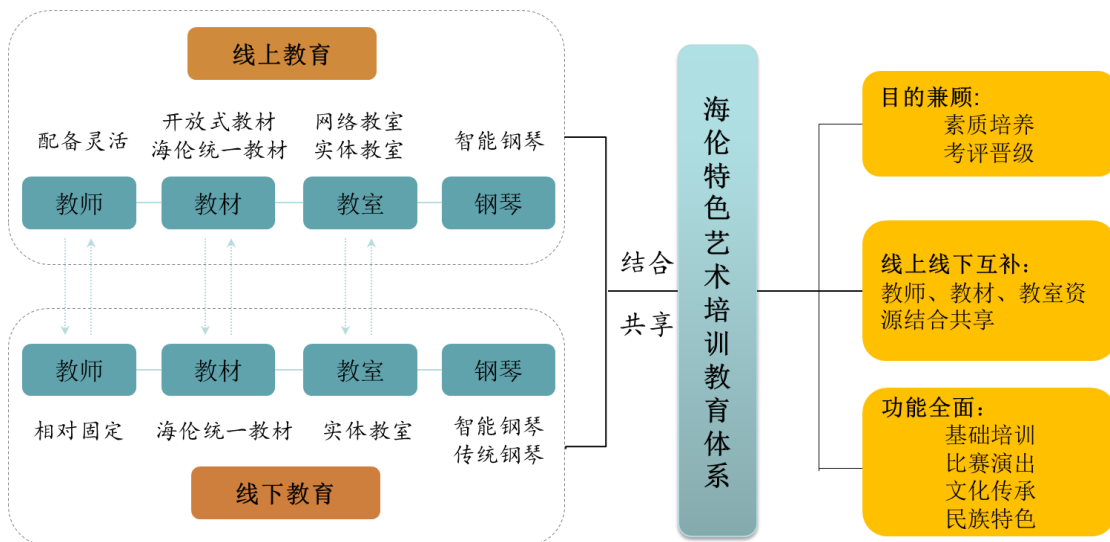 线上教育
配备灵活
开放式教材
海伦统一教材
网络教室
实体教室
智能钢琴
教师
教材
教室
钢琴
教师
教材
教室
钢琴
相对固定
海伦统一教材
实体教室
智能钢琴
传统钢琴
线下教育
结合
共享
海伦特色艺术培训教育体系
目的兼顾:
素质培养
考评晋级
线上线下互补：
教师、教材、教室资
源结合共享
功能全面：
基础培训
比赛演出
文化传承
民族特色